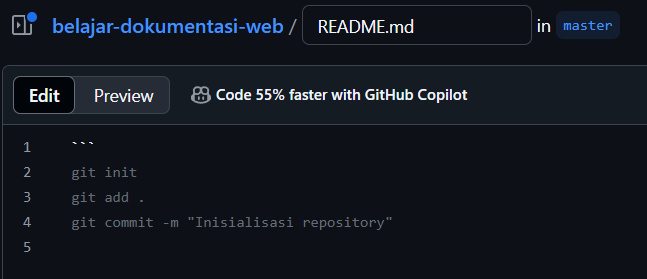 belajar-dokumentasi-web / README.md in master
Edit Preview Code 55% faster with GitHub Copilot
1 ```
2 git init
3 git add .
4 git commit -m "Inisialisasi repository"
5